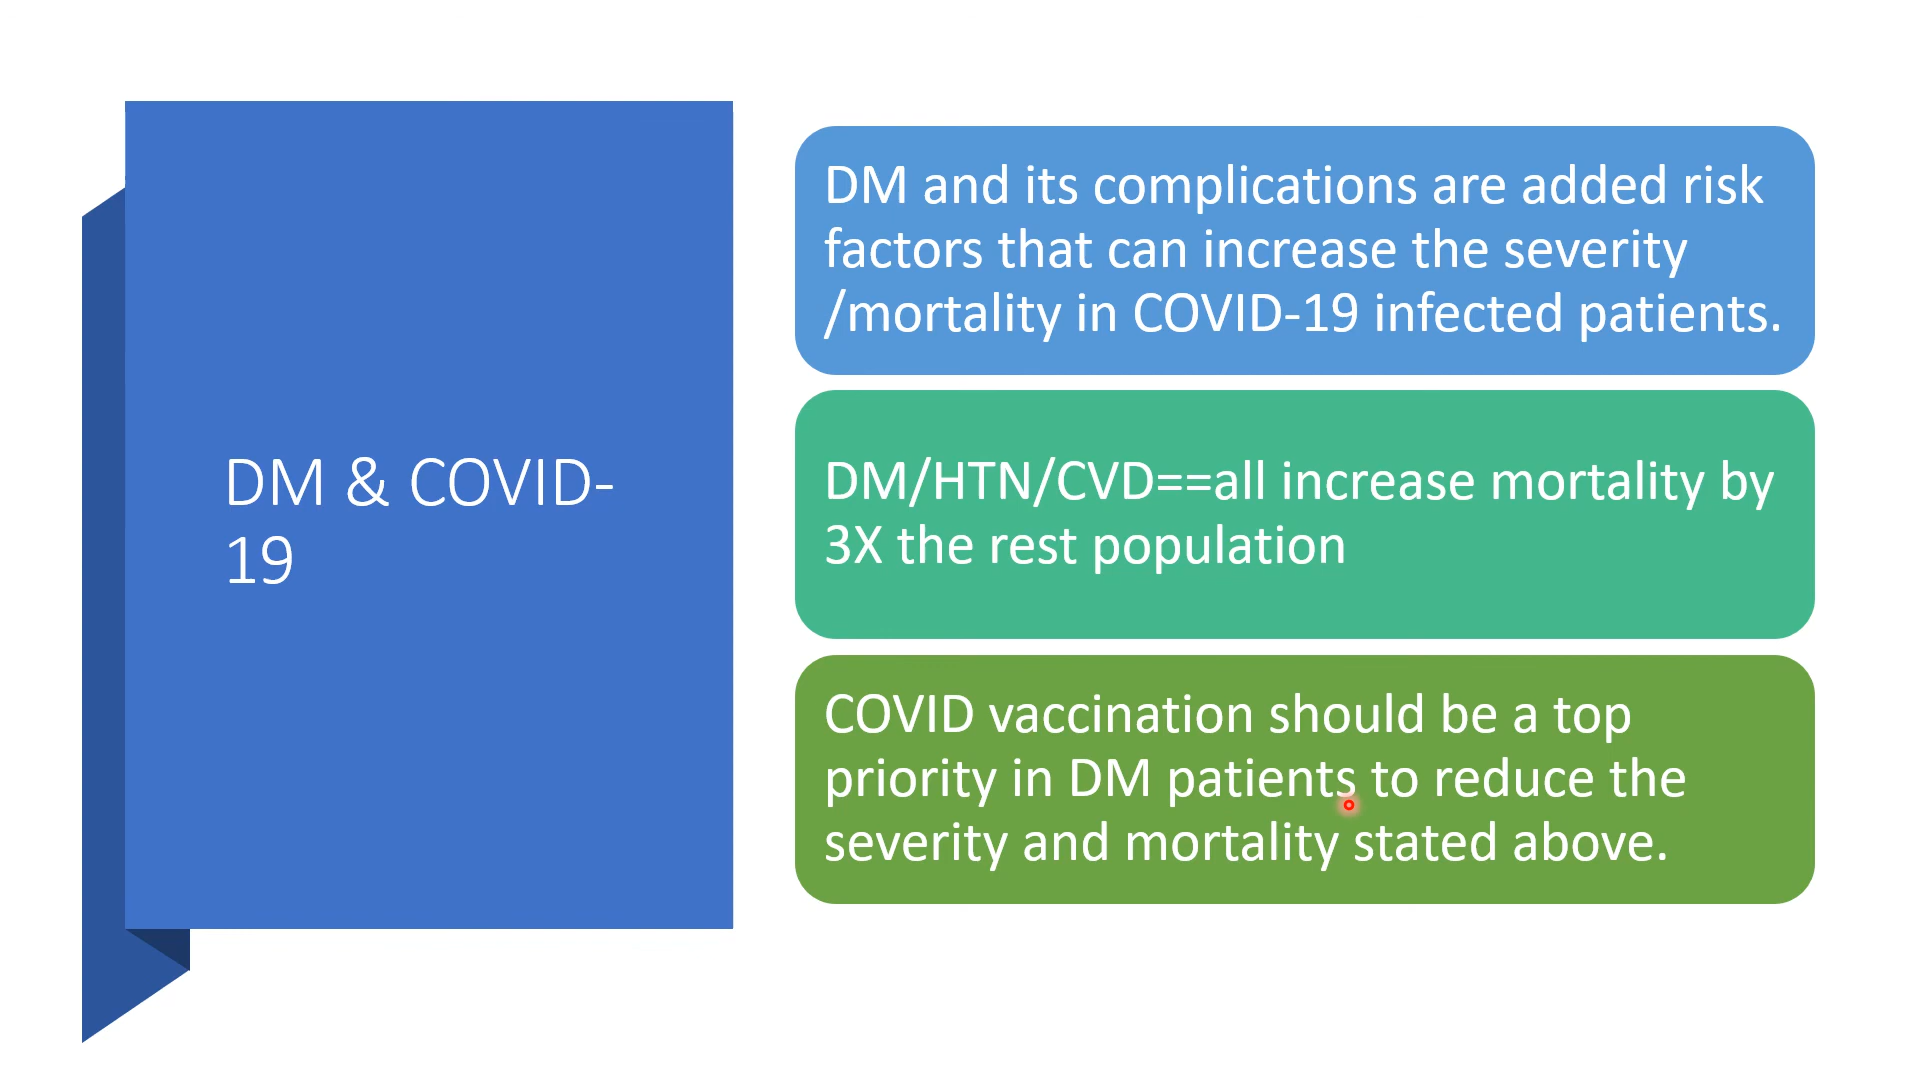 DM & COVID-
19
DM and its complications are added risk
factors that can increase the severity
/mortality in COVID-19 infected patients.
DM/HTN/CVD==all increase mortality by
3X the rest population
COVID vaccination should be a top
priority in DM patients to reduce the
severity and mortality stated above.